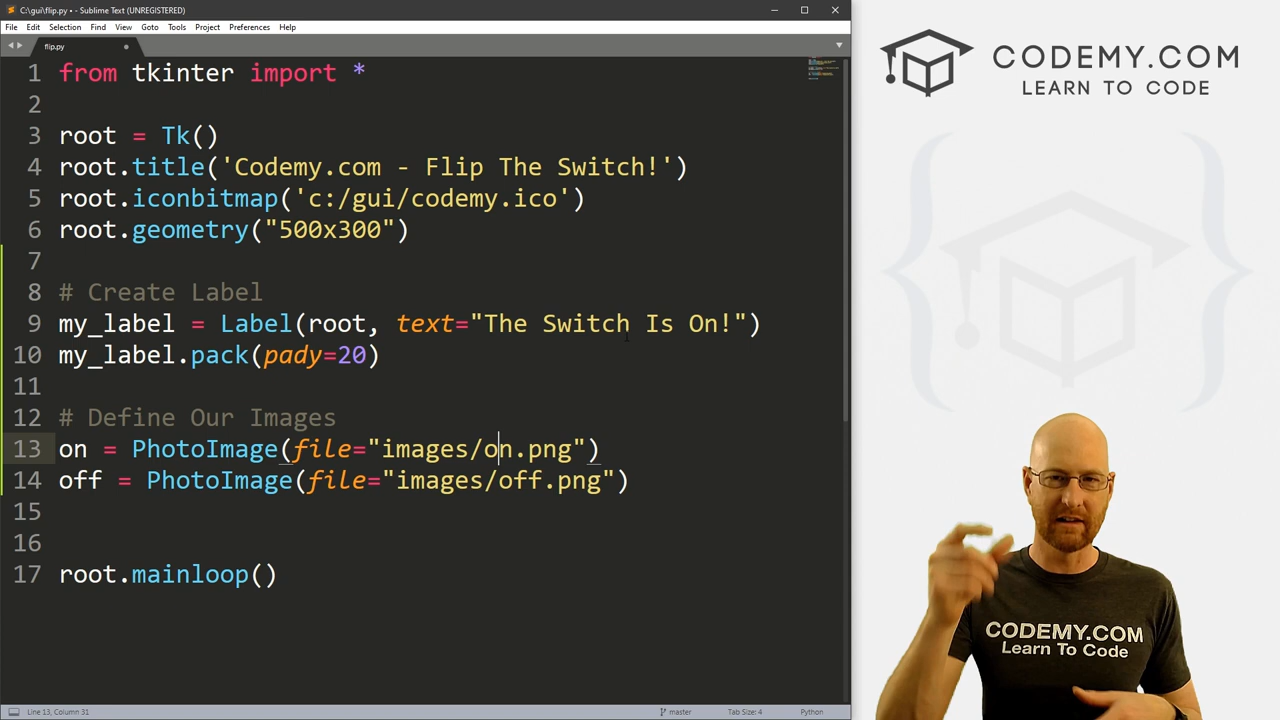 C:\gui\flip.py • - Sublime Text (UNREGISTERED)
File Edit Selection Find View Goto Tools Project Preferences Help
flip.py
1 from tkinter import *
2
3 root = Tk()
4 root.title('Codemy.com - Flip The Switch!')
5 root.iconbitmap('c:/gui/codemy.ico')
6 root.geometry("500x300")
7
8 # Create Label
9 my_label = Label(root, text="The Switch Is On!")
10 my_label.pack(pady=20)
11
12 # Define Our Images
13 on = PhotoImage(file="images/on.png")
14 off = PhotoImage(file="images/off.png")
15
16
17 root.mainloop()
Line 13, Column 31 master Tab Size: 4 Python
CODEMY.COM
LEARN TO CODE
CODEMY.COM
Learn To Code